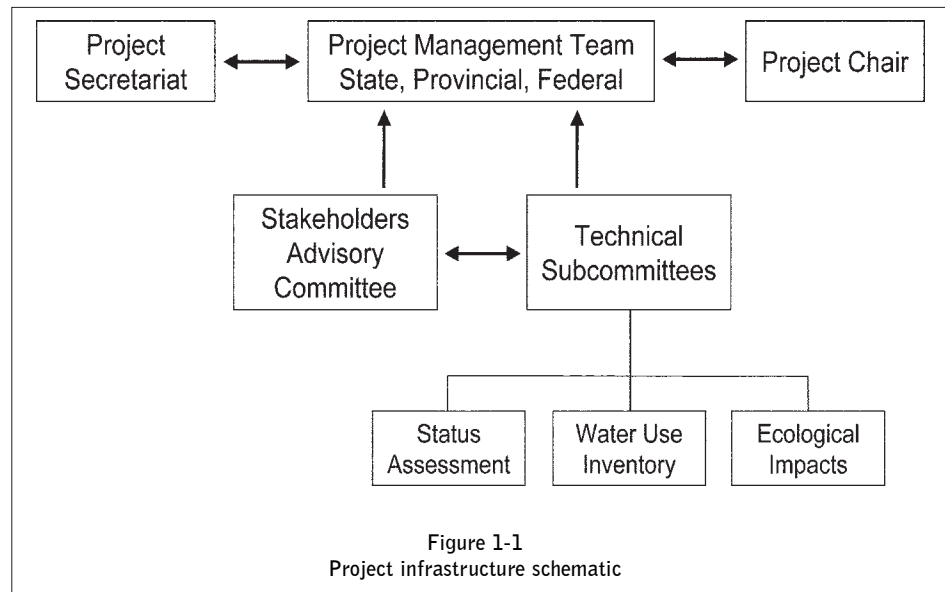 Project
Secretariat
Project Management Team
State, Provincial, Federal
Project Chair
Stakeholders
Advisory
Committee
Technical
Subcommittees
Status
Assessment
Water Use
Inventory
Ecological
Impacts
Figure 1-1
Project infrastructure schematic